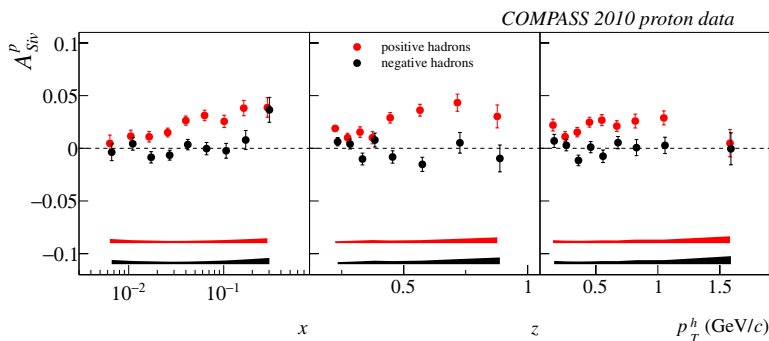 COMPASS 2010 proton data
A^p_Siv
positive hadrons
negative hadrons
0.1
0.05
0
−0.05
−0.1
10^−2 10^−1 0.5 1 0.5 1 1.5
x z p^h_T (GeV/c)